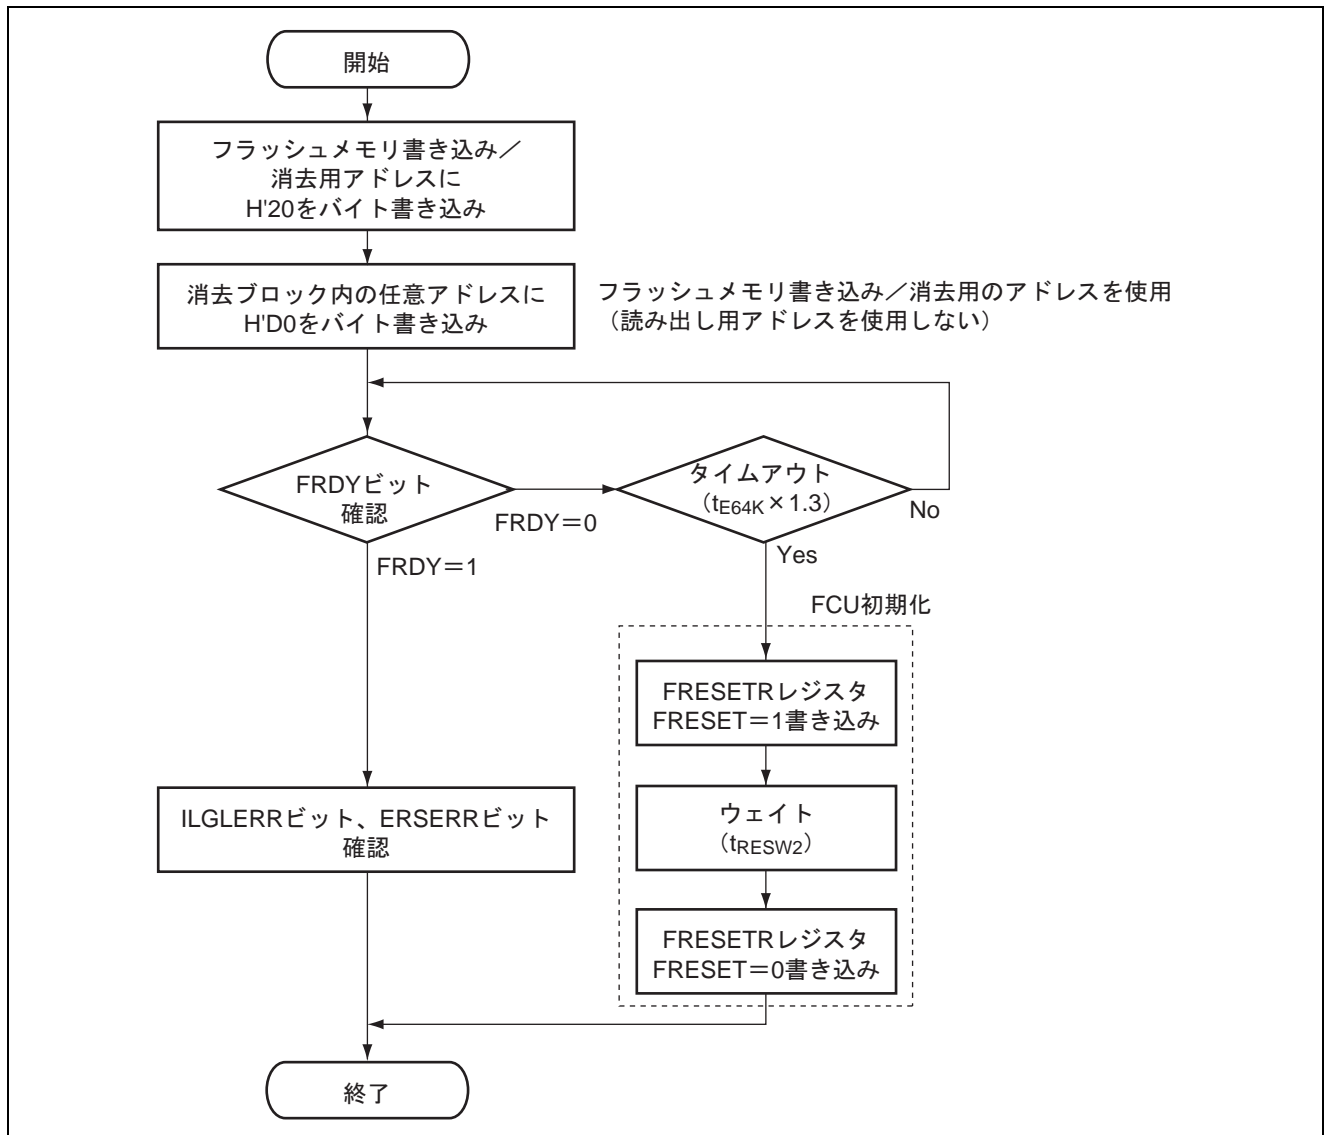 開始
フラッシュメモリ書き込み／
消去用アドレスに
H'20をバイト書き込み
消去ブロック内の任意アドレスに
H'D0をバイト書き込み
フラッシュメモリ書き込み／消去用のアドレスを使用
（読み出し用アドレスを使用しない）
FRDYビット
確認
FRDY＝0
タイムアウト
（tE64K×1.3）
No
FRDY＝1
Yes
FCU初期化
FRESETRレジスタ
FRESET＝1書き込み
ウェイト
（tRESW2）
FRESETRレジスタ
FRESET＝0書き込み
ILGLERRビット、ERSERRビット
確認
終了